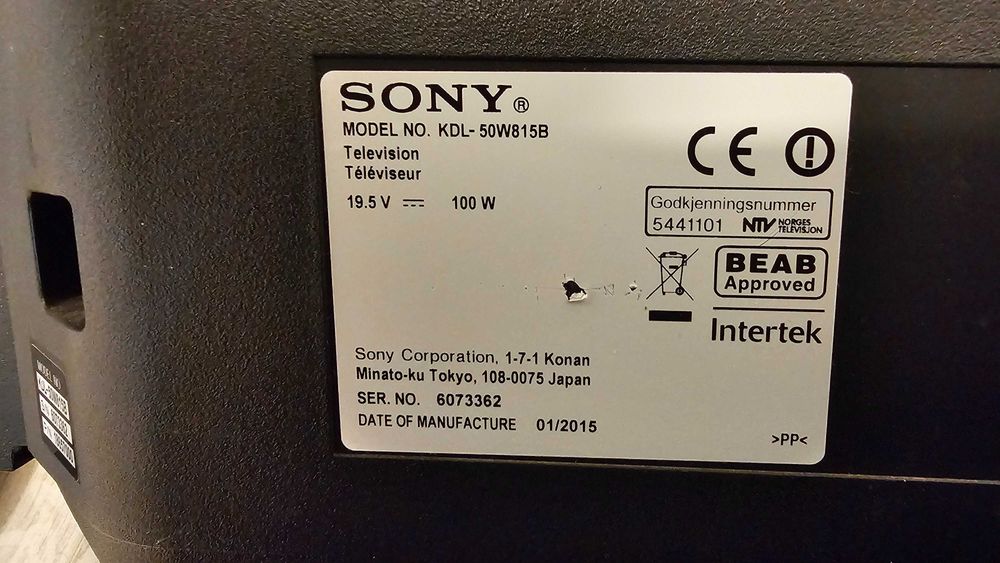 SONY®
MODEL NO. KDL-50W815B
Television
Téléviseur
19.5 V ⎓ 100 W
CE
Godkjenningsnummer
5441101 NTV NORGES TELEVISJON
BEAB
Approved
Intertek
Sony Corporation, 1-7-1 Konan
Minato-ku Tokyo, 108-0075 Japan
SER. NO. 6073362
DATE OF MANUFACTURE 01/2015
>PP<
MODEL NO.